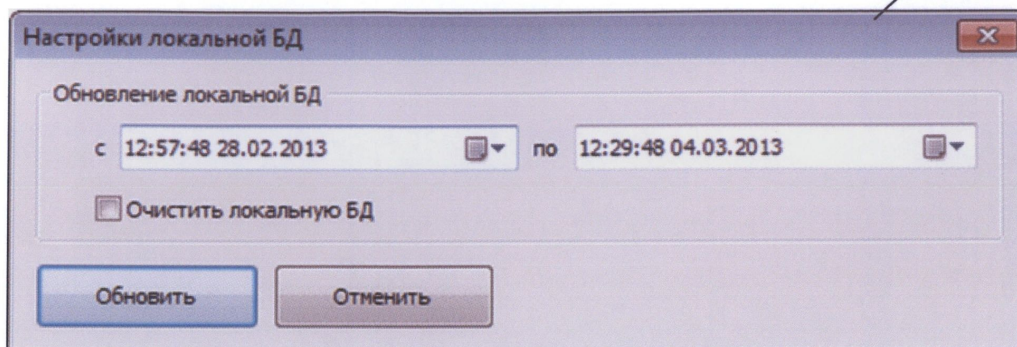 Настройки локальной БД
Обновление локальной БД
с 12:57:48 28.02.2013 по 12:29:48 04.03.2013
Очистить локальную БД
Обновить Отменить